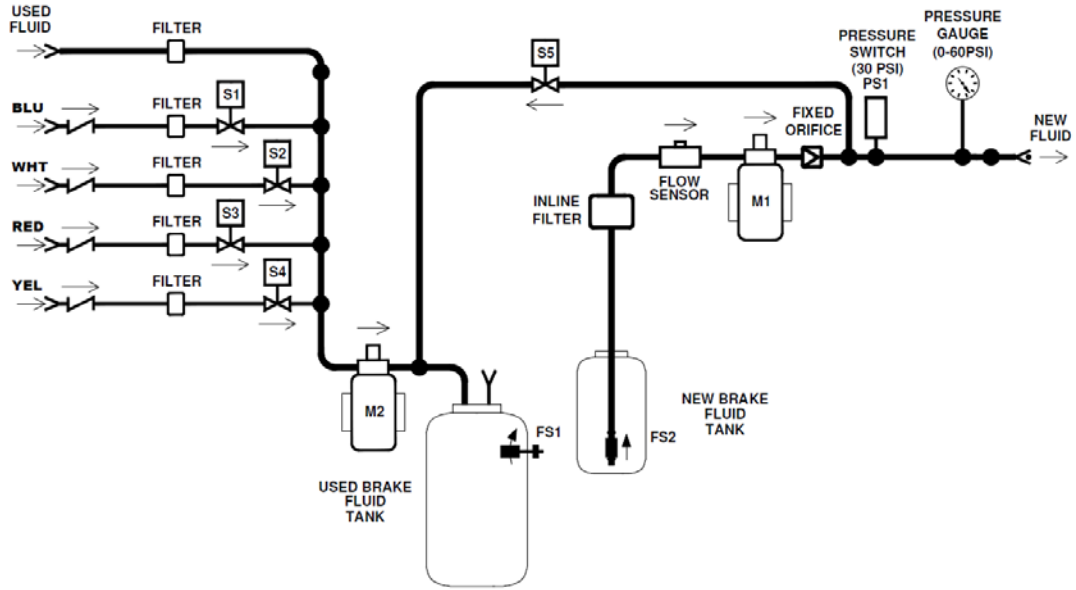 USED
FLUID
FILTER
BLU
FILTER
S1
WHT
FILTER
S2
RED
FILTER
S3
YEL
FILTER
S4
M2
USED BRAKE
FLUID
TANK
FS1
S5
INLINE
FILTER
FLOW
SENSOR
M1
FIXED
ORIFICE
PRESSURE
SWITCH
(30 PSI)
PS1
PRESSURE
GAUGE
(0-60PSI)
NEW
FLUID
NEW BRAKE
FLUID
TANK
FS2